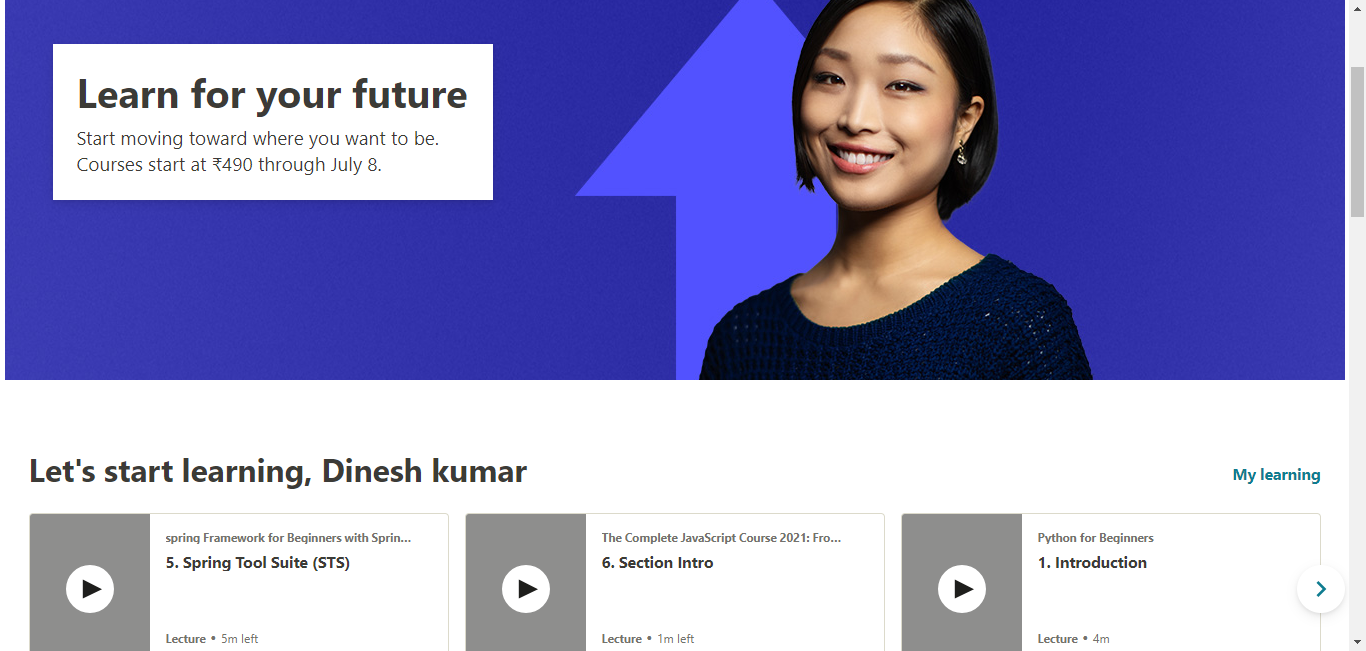 Learn for your future
Start moving toward where you want to be.
Courses start at ₹490 through July 8.
Let's start learning, Dinesh kumar
My learning
spring Framework for Beginners with Sprin...
5. Spring Tool Suite (STS)
Lecture • 5m left
The Complete JavaScript Course 2021: Fro...
6. Section Intro
Lecture • 1m left
Python for Beginners
1. Introduction
Lecture • 4m